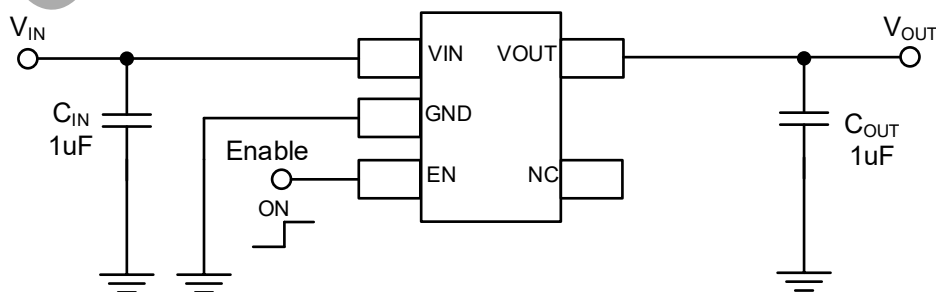 VIN
VOUT
VIN
VOUT
CIN
1uF
GND
COUT
1uF
Enable
EN
NC
ON